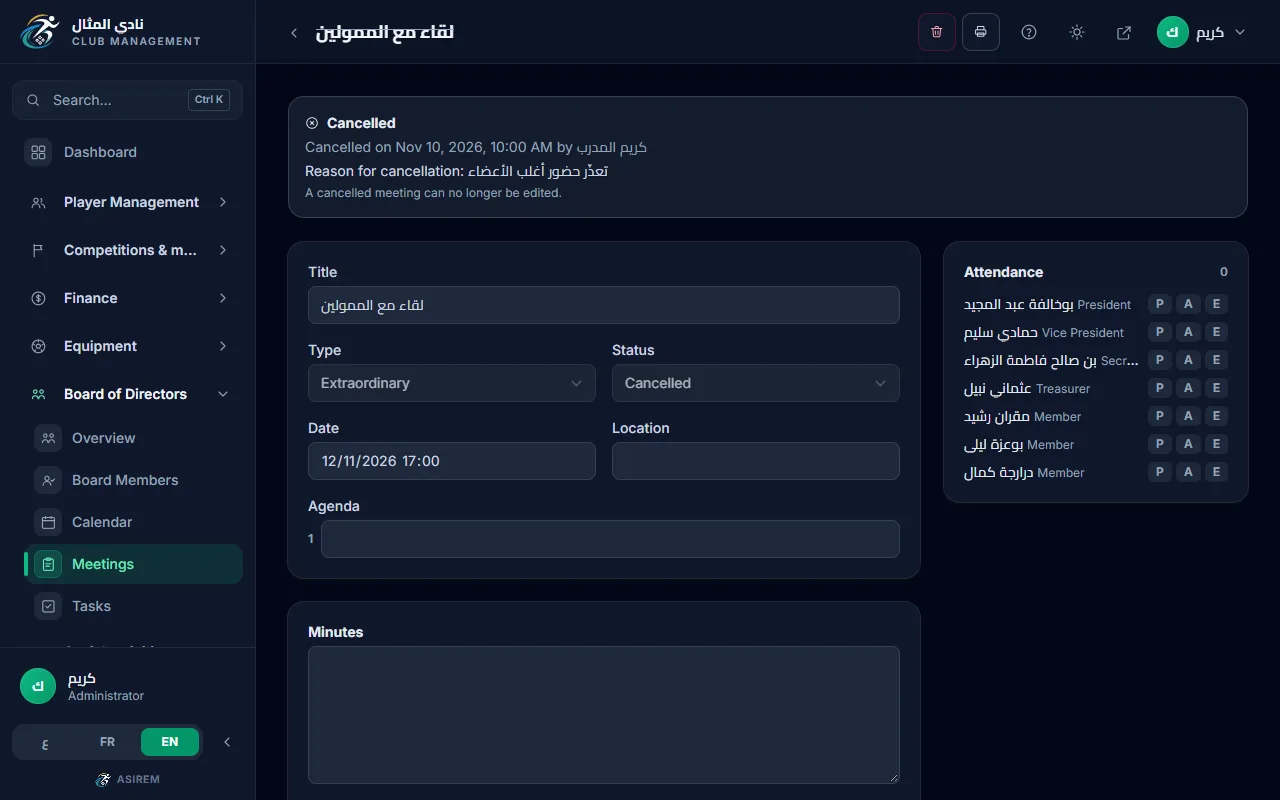 نادي المثال
CLUB MANAGEMENT
Search...
Ctrl K
Dashboard
Player Management
Competitions & m...
Finance
Equipment
Board of Directors
Overview
Board Members
Calendar
Meetings
Tasks
كريم
Administrator
ع
FR
EN
ASIREM
لقاء مع الممولين
ك كريم
Cancelled
Cancelled on Nov 10, 2026, 10:00 AM by كريم المدرب
Reason for cancellation: تعذّر حضور أغلب الأعضاء
A cancelled meeting can no longer be edited.
Title
لقاء مع الممولين
Type
Status
Extraordinary
Cancelled
Date
Location
12/11/2026 17:00
Agenda
1
Minutes
Attendance 0
بوخالفة عبد المجيد President P A E
حمادي سليم Vice President P A E
بن صالح فاطمة الزهراء Secr... P A E
عثماني نبيل Treasurer P A E
مقران رشيد Member P A E
بوعزة ليلى Member P A E
درارجة كمال Member P A E